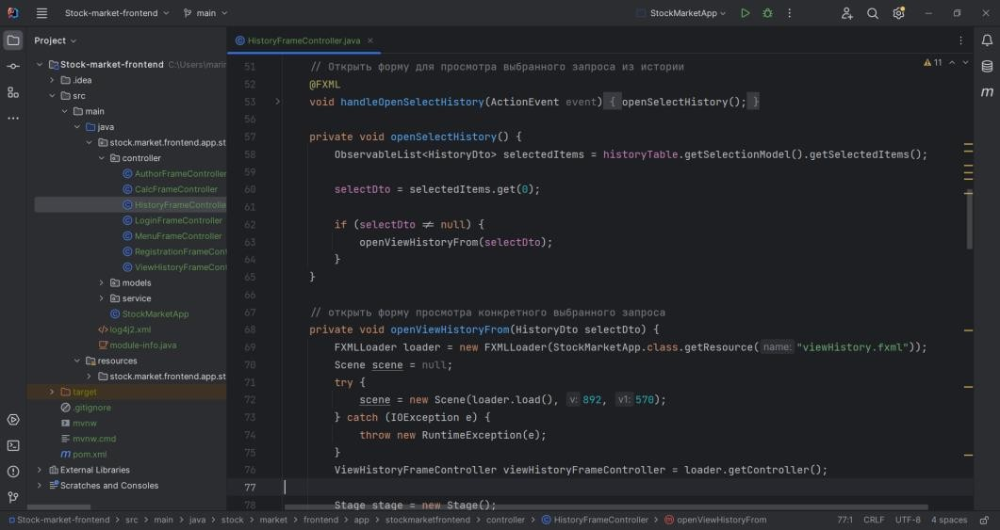 Stock-market-frontend
main
StockMarketApp
Project
HistoryFrameController.java
11
Stock-market-frontend C:\Users\marin
.idea
src
main
java
stock.market.frontend.app.st
controller
AuthorFrameController
CalcFrameController
HistoryFrameControlle
LoginFrameController
MenuFrameController
RegistrationFrameCont
ViewHistoryFrameCont
models
service
StockMarketApp
log4j2.xml
module-info.java
resources
stock.market.frontend.app.st
target
.gitignore
mvnw
mvnw.cmd
pom.xml
External Libraries
Scratches and Consoles
51 // Открыть форму для просмотра выбранного запроса из истории
52 @FXML
53 void handleOpenSelectHistory(ActionEvent event) { openSelectHistory(); }
56
57 private void openSelectHistory() {
58 ObservableList<HistoryDto> selectedItems = historyTable.getSelectionModel().getSelectedItems();
59
60 selectDto = selectedItems.get(0);
61
62 if (selectDto ≠ null) {
63 openViewHistoryFrom(selectDto);
64 }
65 }
66
67 // открыть форму просмотра конкретного выбранного запроса
68 private void openViewHistoryFrom(HistoryDto selectDto) {
69 FXMLLoader loader = new FXMLLoader(StockMarketApp.class.getResource( name: "viewHistory.fxml"));
70 Scene scene = null;
71 try {
72 scene = new Scene(loader.load(), v: 892, v1: 570);
73 } catch (IOException e) {
74 throw new RuntimeException(e);
75 }
76 ViewHistoryFrameController viewHistoryFrameController = loader.getController();
77
78 Stage stage = new Stage();
Stock-market-frontend > src > main > java > stock > market > frontend > app > stockmarketfrontend > controller > HistoryFrameController > openViewHistoryFrom 77:1 CRLF UTF-8 4 spaces